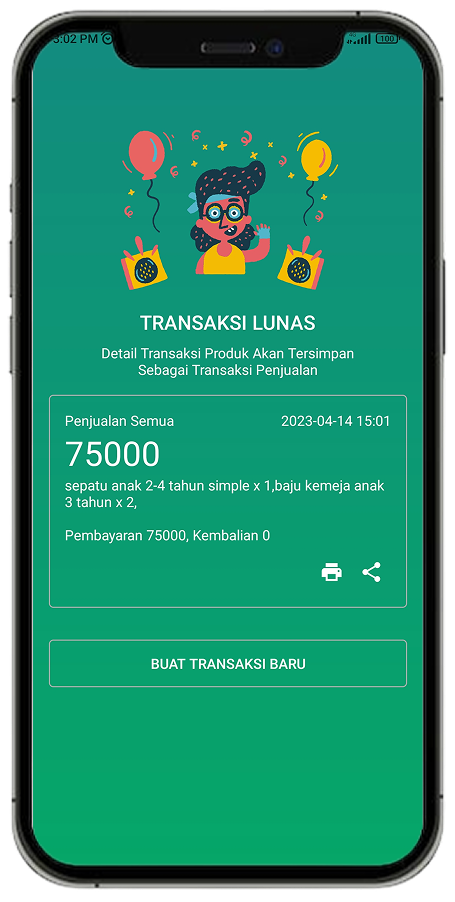 3:02 PM
100
TRANSAKSI LUNAS
Detail Transaksi Produk Akan Tersimpan
Sebagai Transaksi Penjualan
Penjualan Semua 2023-04-14 15:01
75000
sepatu anak 2-4 tahun simple x 1,baju kemeja anak
3 tahun x 2,
Pembayaran 75000, Kembalian 0
BUAT TRANSAKSI BARU